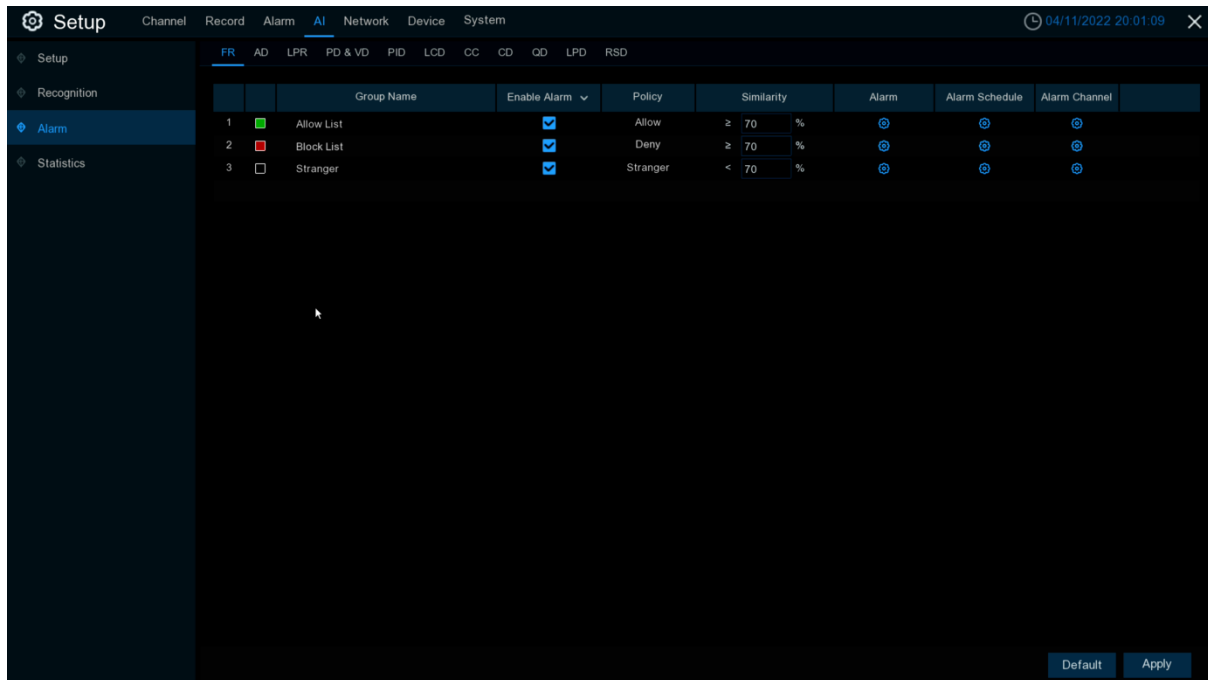 Setup Channel Record Alarm AI Network Device System 04/11/2022 20:01:09
Setup
Recognition
Alarm
Statistics
FR AD LPR PD & VD PID LCD CC CD QD LPD RSD
Group Name Enable Alarm Policy Similarity Alarm Alarm Schedule Alarm Channel
1 Allow List Allow ≥ 70 %
2 Block List Deny ≥ 70 %
3 Stranger Stranger < 70 %
Default Apply